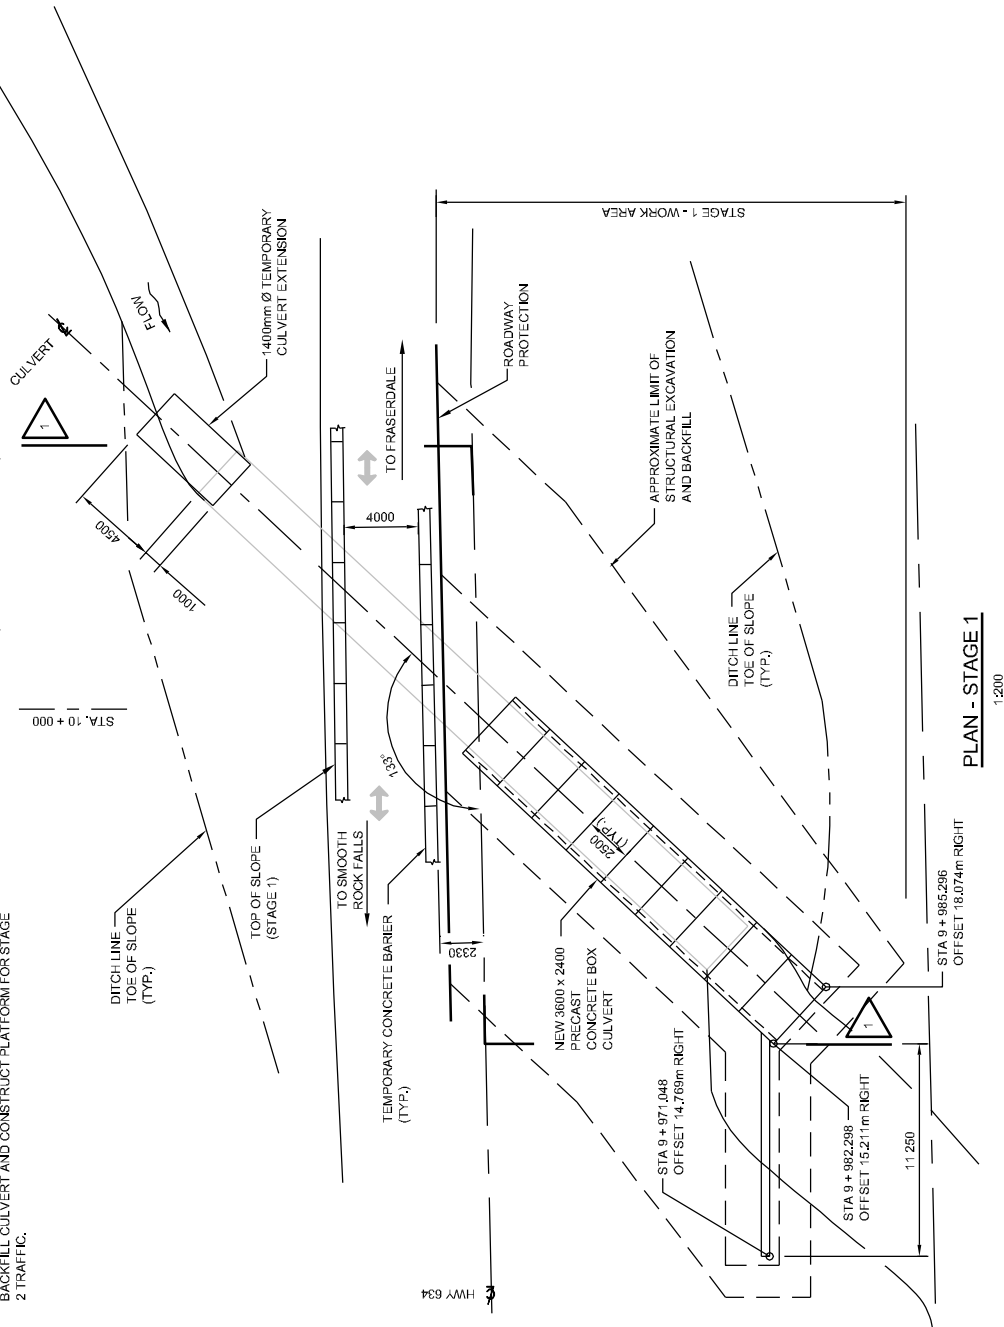 BACKFILL CULVERT AND CONSTRUCT PLATFORM FOR STAGE
2 TRAFFIC.
STA. 10 + 000
CULVERT
1
FLOW
1400mm Ø TEMPORARY
CULVERT EXTENSION
4500
1000
DITCH LINE
TOE OF SLOPE
(TYP.)
TOP OF SLOPE
(STAGE 1)
TO SMOOTH
ROCK FALLS
TO FRASERDALE
4000
TEMPORARY CONCRETE BARIER
(TYP.)
133°
2330
ROADWAY
PROTECTION
STAGE 1 - WORK AREA
HWY 634
NEW 3600 x 2400
PRECAST
CONCRETE BOX
CULVERT
2500
(TYP.)
APPROXIMATE LIMIT OF
STRUCTURAL EXCAVATION
AND BACKFILL
DITCH LINE
TOE OF SLOPE
(TYP.)
STA 9 + 971.048
OFFSET 14.769m RIGHT
STA 9 + 982.298
OFFSET 15.211m RIGHT
1
STA 9 + 985.296
OFFSET 18.074m RIGHT
11 250
PLAN - STAGE 1
1:200